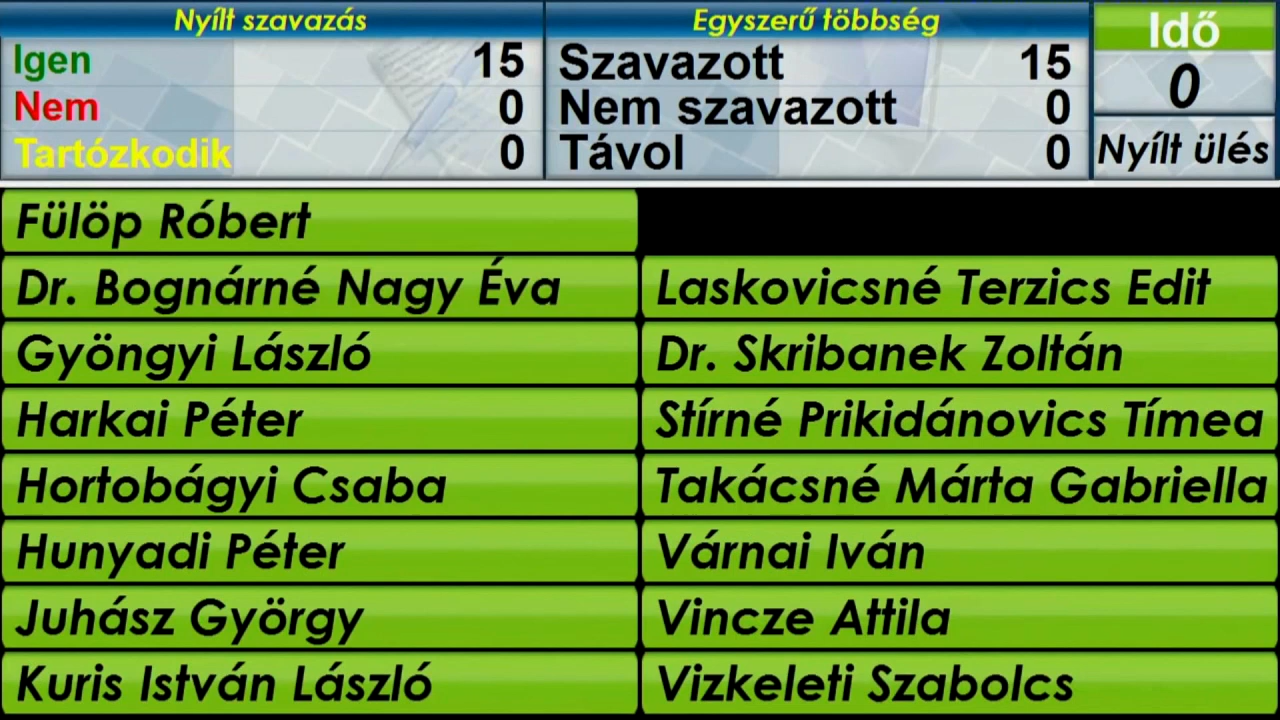 Nyílt szavazás
Igen 15
Nem 0
Tartózkodik 0
Egyszerű többség
Szavazott 15
Nem szavazott 0
Távol 0
Idő
0
Nyílt ülés
Fülöp Róbert
Dr. Bognárné Nagy Éva
Gyöngyi László
Harkai Péter
Hortobágyi Csaba
Hunyadi Péter
Juhász György
Kuris István László
Laskovicsné Terzics Edit
Dr. Skribanek Zoltán
Stírné Prikidánovics Tímea
Takácsné Márta Gabriella
Várnai Iván
Vincze Attila
Vizkeleti Szabolcs